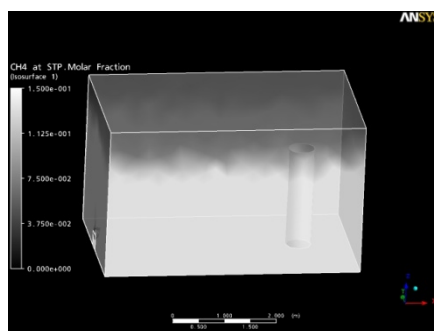 ANSYS
CH4 at STP.Molar Fraction
(Isosurface 1)
1.500e-001
1.125e-001
7.500e-002
3.750e-002
0.000e+000
0 1.000 2.000 (m)
0.500 1.500